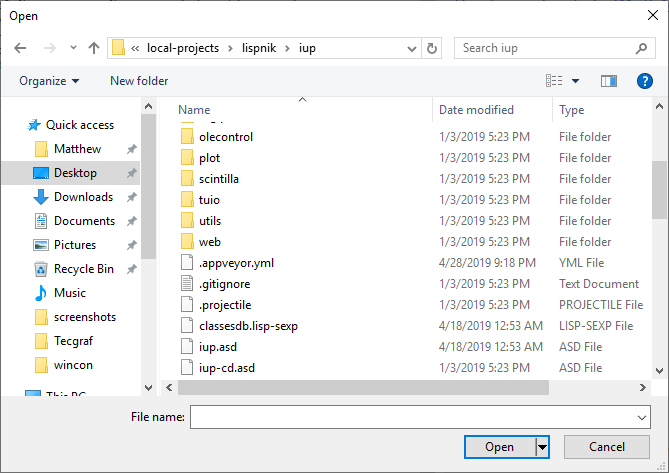 Open
« local-projects > lispnik > iup
Search iup
Organize New folder
Name Date modified Type
Quick access
Matthew
Desktop
Downloads
Documents
Pictures
Recycle Bin
Music
screenshots
Tecgraf
wincon
This PC
olecontrol 1/3/2019 5:23 PM File folder
plot 1/3/2019 5:23 PM File folder
scintilla 1/3/2019 5:23 PM File folder
tuio 1/3/2019 5:23 PM File folder
utils 1/3/2019 5:23 PM File folder
web 1/3/2019 5:23 PM File folder
.appveyor.yml 4/28/2019 9:18 PM YML File
.gitignore 1/3/2019 5:23 PM Text Document
.projectile 1/3/2019 5:23 PM PROJECTILE File
classesdb.lisp-sexp 4/18/2019 12:53 AM LISP-SEXP File
iup.asd 4/18/2019 12:53 AM ASD File
iup-cd.asd 1/3/2019 5:23 PM ASD File
File name:
Open Cancel